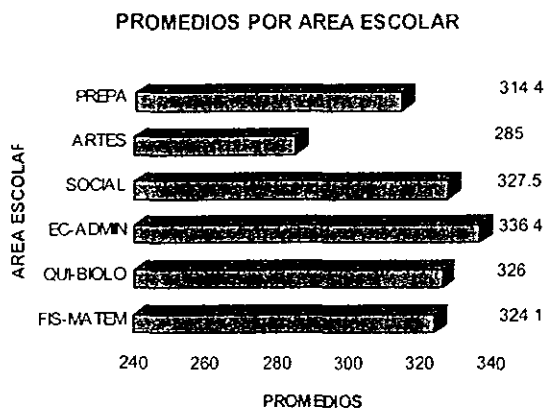 PROMEDIOS POR AREA ESCOLAR
PREPA 314 4
ARTES 285
SOCIAL 327.5
EC-ADMIN 336 4
QUI-BIOLO 326
FIS-MATEM 324 1
AREA ESCOLAR
240 260 280 300 320 340
PROMEDIOS